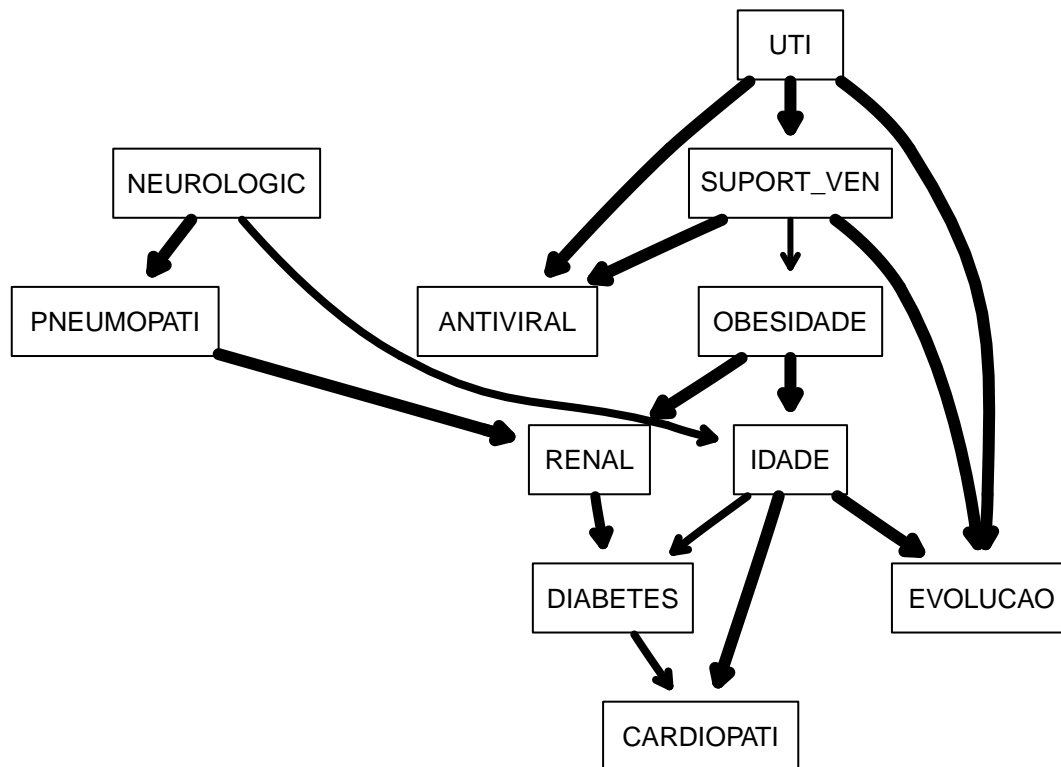 UTI
NEUROLOGIC
SUPORT_VEN
PNEUMOPATI
ANTIVIRAL
OBESIDADE
RENAL
IDADE
DIABETES
EVOLUCAO
CARDIOPATI